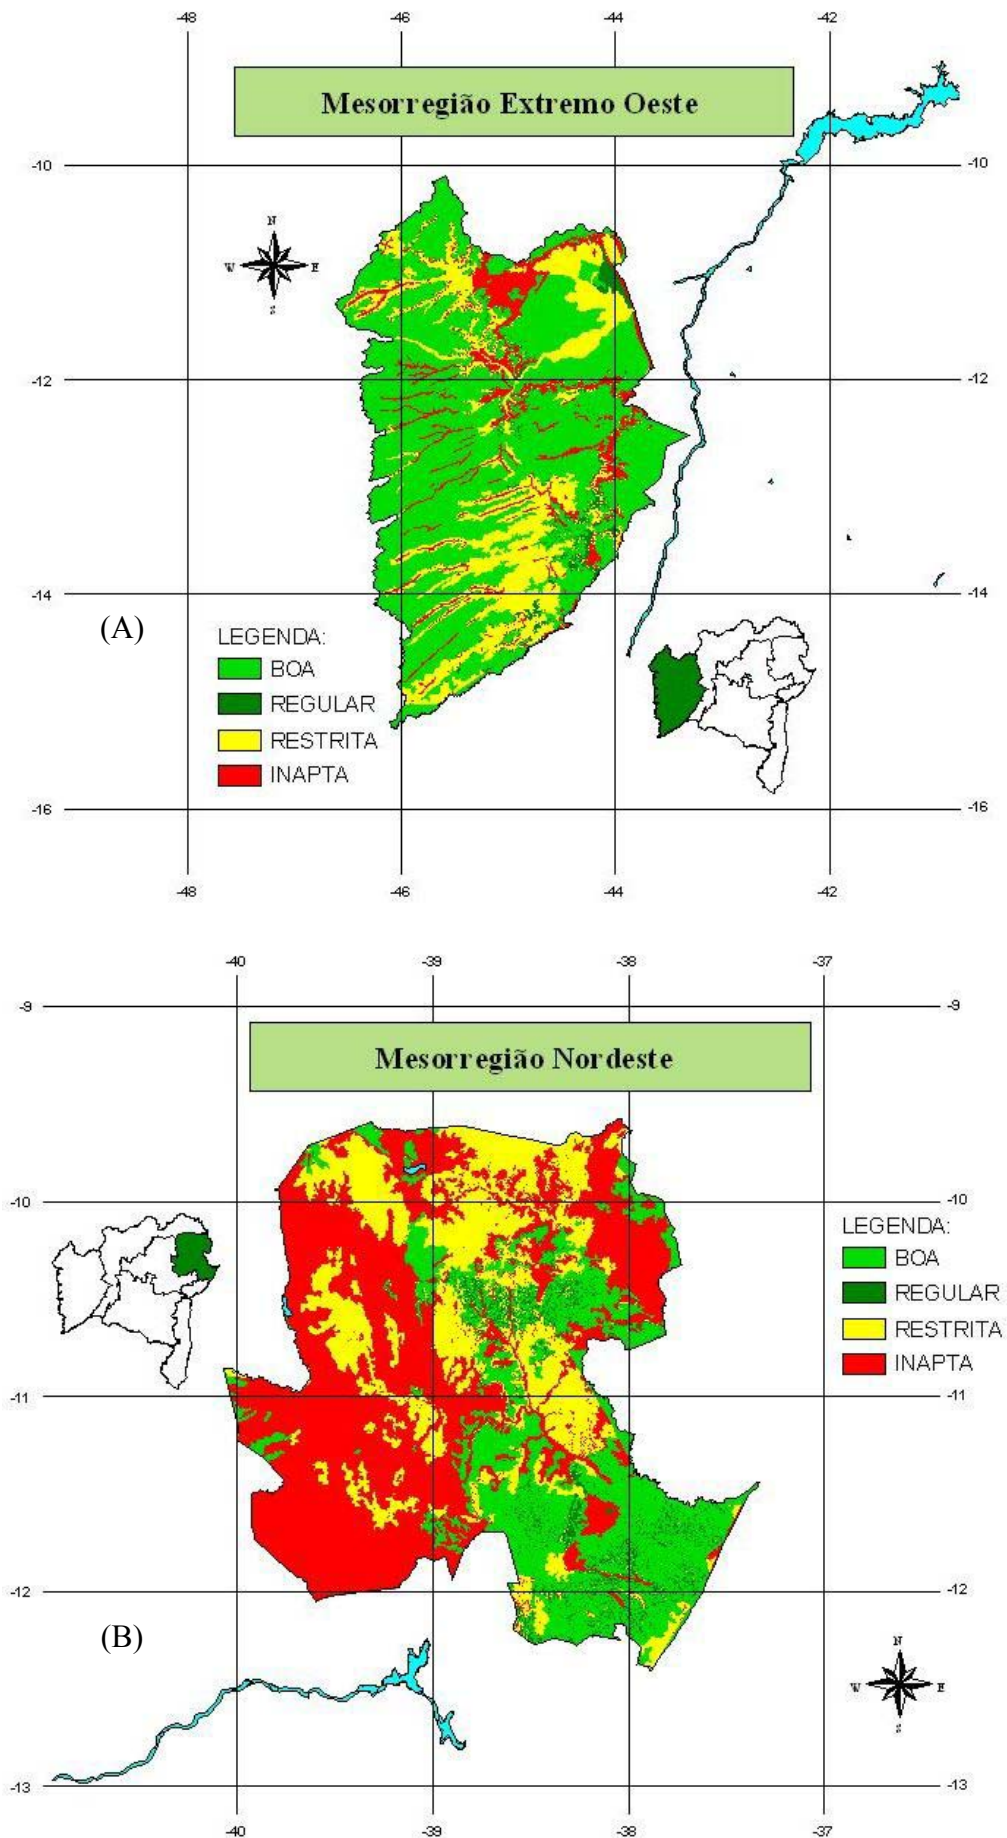 -48 -46 -44 -42
Mesorregião Extremo Oeste
-10 -10
N
W E
S
-12 -12
-14 -14
(A)
LEGENDA:
BOA
REGULAR
RESTRITA
INAPTA
-16 -16
-48 -46 -44 -42
-40 -39 -38 -37
-9 -9
Mesorregião Nordeste
-10 -10
LEGENDA:
BOA
REGULAR
RESTRITA
INAPTA
-11 -11
-12 -12
(B)
N
W E
S
-13 -13
-40 -39 -38 -37